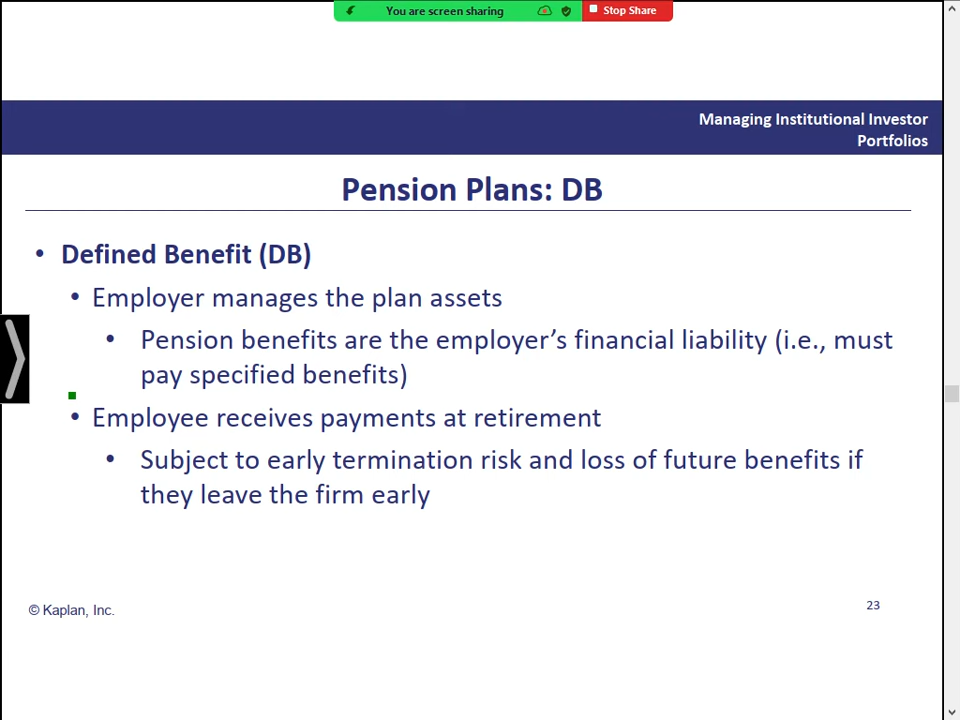 You are screen sharing
Stop Share
Managing Institutional Investor
Portfolios
Pension Plans: DB
• Defined Benefit (DB)
• Employer manages the plan assets
• Pension benefits are the employer’s financial liability (i.e., must
pay specified benefits)
• Employee receives payments at retirement
• Subject to early termination risk and loss of future benefits if
they leave the firm early
© Kaplan, Inc.
23